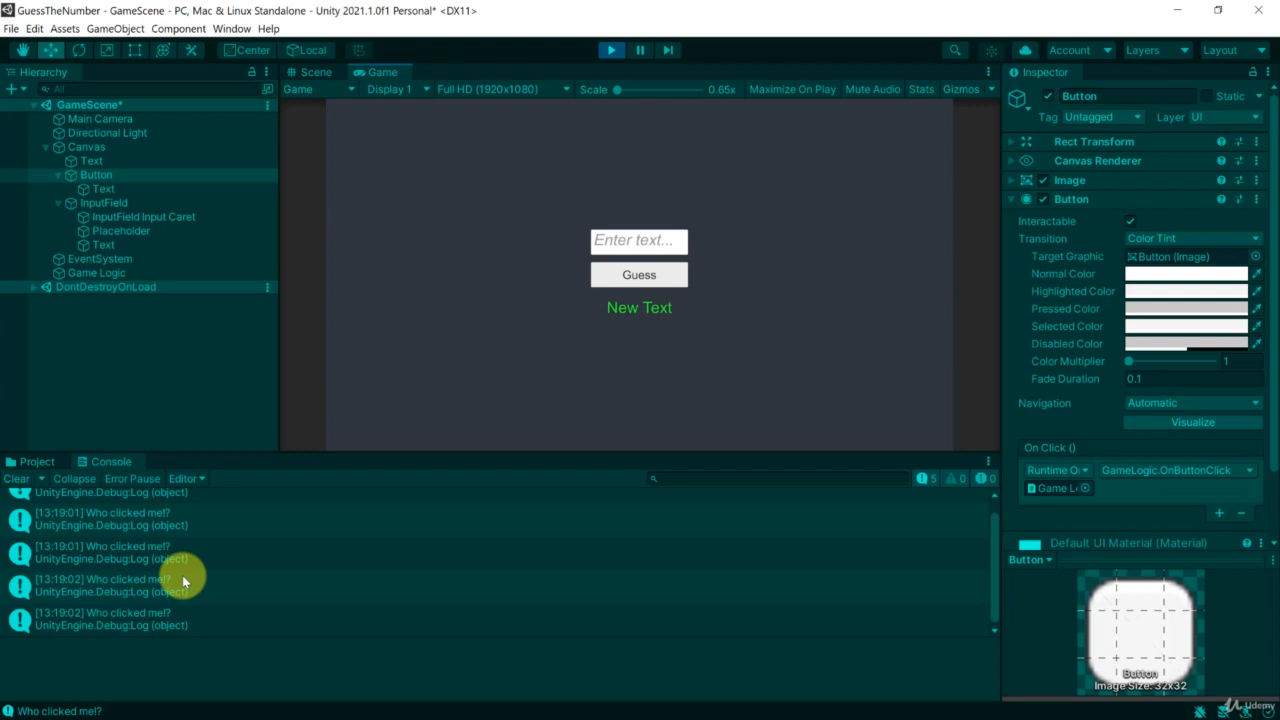 GuessTheNumber - GameScene - PC, Mac & Linux Standalone - Unity 2021.1.0f1 Personal* <DX11>
File Edit Assets GameObject Component Window Help
Center Local Account Layers Layout
Hierarchy
All
GameScene*
Main Camera
Directional Light
Canvas
Text
Button
Text
InputField
InputField Input Caret
Placeholder
Text
EventSystem
Game Logic
DontDestroyOnLoad
Scene Game
Game Display 1 Full HD (1920x1080) Scale 0.65x Maximize On Play Mute Audio Stats Gizmos
Enter text...
Guess
New Text
Inspector
Button Static
Tag Untagged Layer UI
Rect Transform
Canvas Renderer
Image
Button
Interactable
Transition Color Tint
Target Graphic Button (Image)
Normal Color
Highlighted Color
Pressed Color
Selected Color
Disabled Color
Color Multiplier 1
Fade Duration 0.1
Navigation Automatic
Visualize
On Click ()
Runtime O GameLogic.OnButtonClick
Game L
Default UI Material (Material)
Button
Button
Image Size: 32x32
Project Console
Clear Collapse Error Pause Editor 5 0 0
UnityEngine.Debug:Log (object)
[13:19:01] Who clicked me!?
UnityEngine.Debug:Log (object)
[13:19:01] Who clicked me!?
UnityEngine.Debug:Log (object)
[13:19:02] Who clicked me!?
UnityEngine.Debug:Log (object)
[13:19:02] Who clicked me!?
UnityEngine.Debug:Log (object)
Who clicked me!?
Udemy